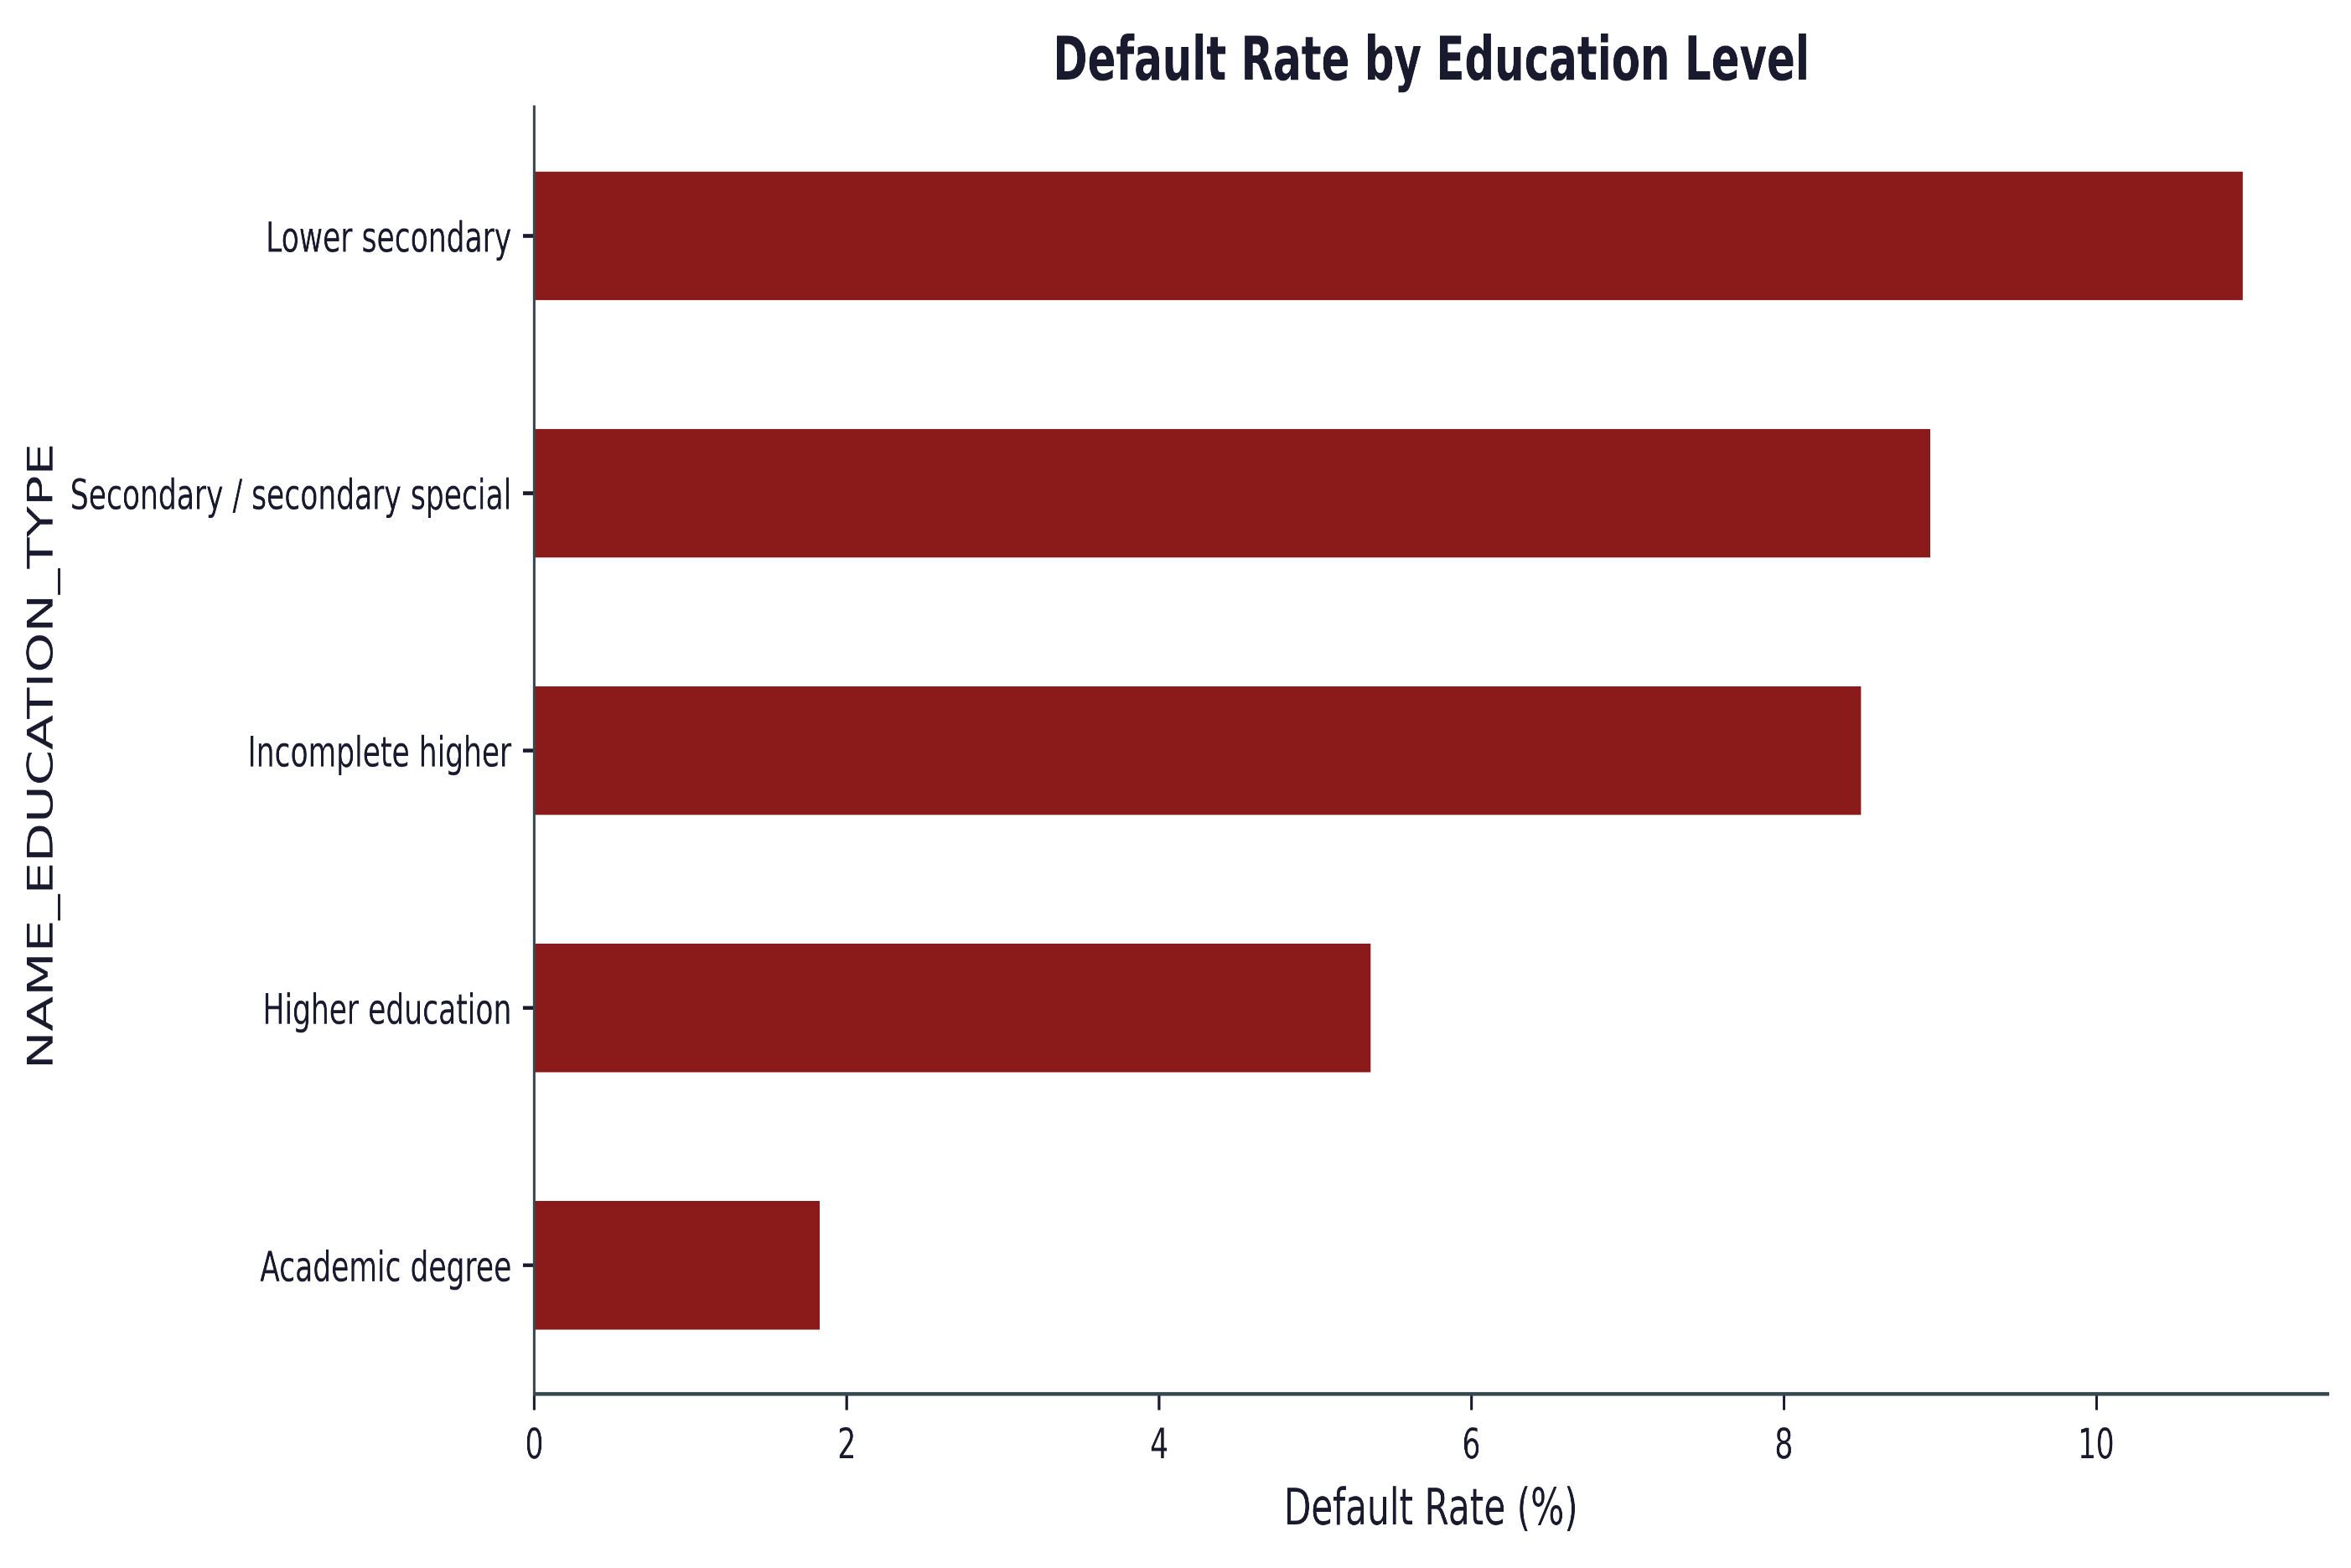 Default Rate by Education Level
NAME_EDUCATION_TYPE
Lower secondary
Secondary / secondary special
Incomplete higher
Higher education
Academic degree
0 2 4 6 8 10
Default Rate (%)